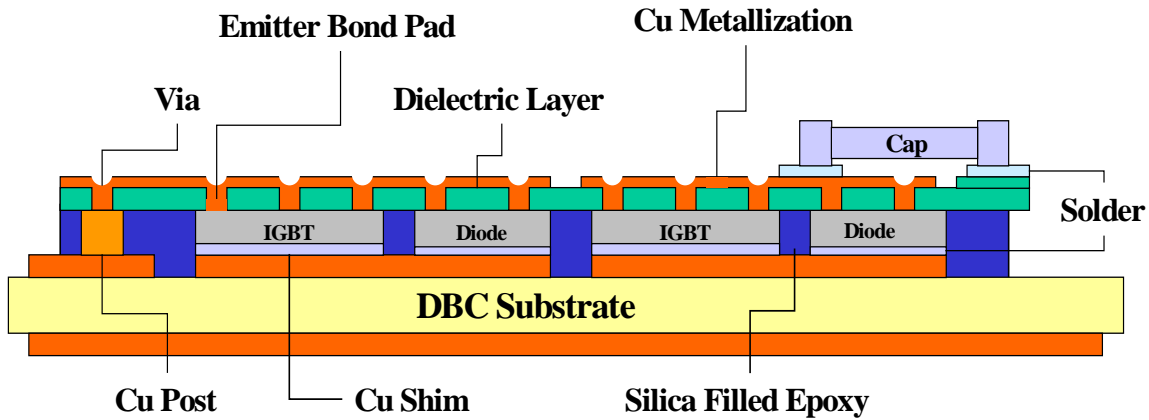 Emitter Bond Pad
Cu Metallization
Via
Dielectric Layer
Cap
Solder
IGBT
Diode
IGBT
Diode
DBC Substrate
Cu Post
Cu Shim
Silica Filled Epoxy